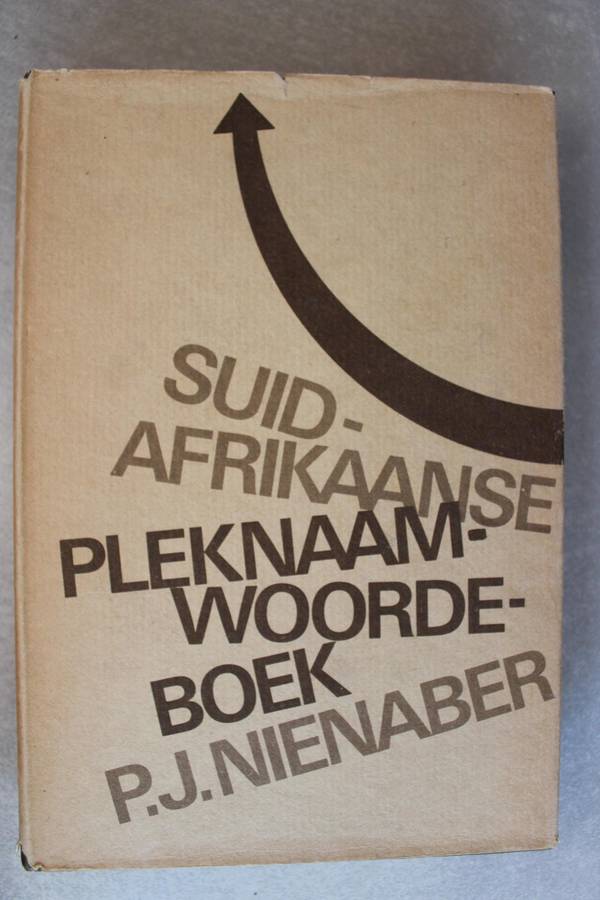 SUID-
AFRIKAANSE
PLEKNAAM-
WOORDE-
BOEK
P.J.NIENABER